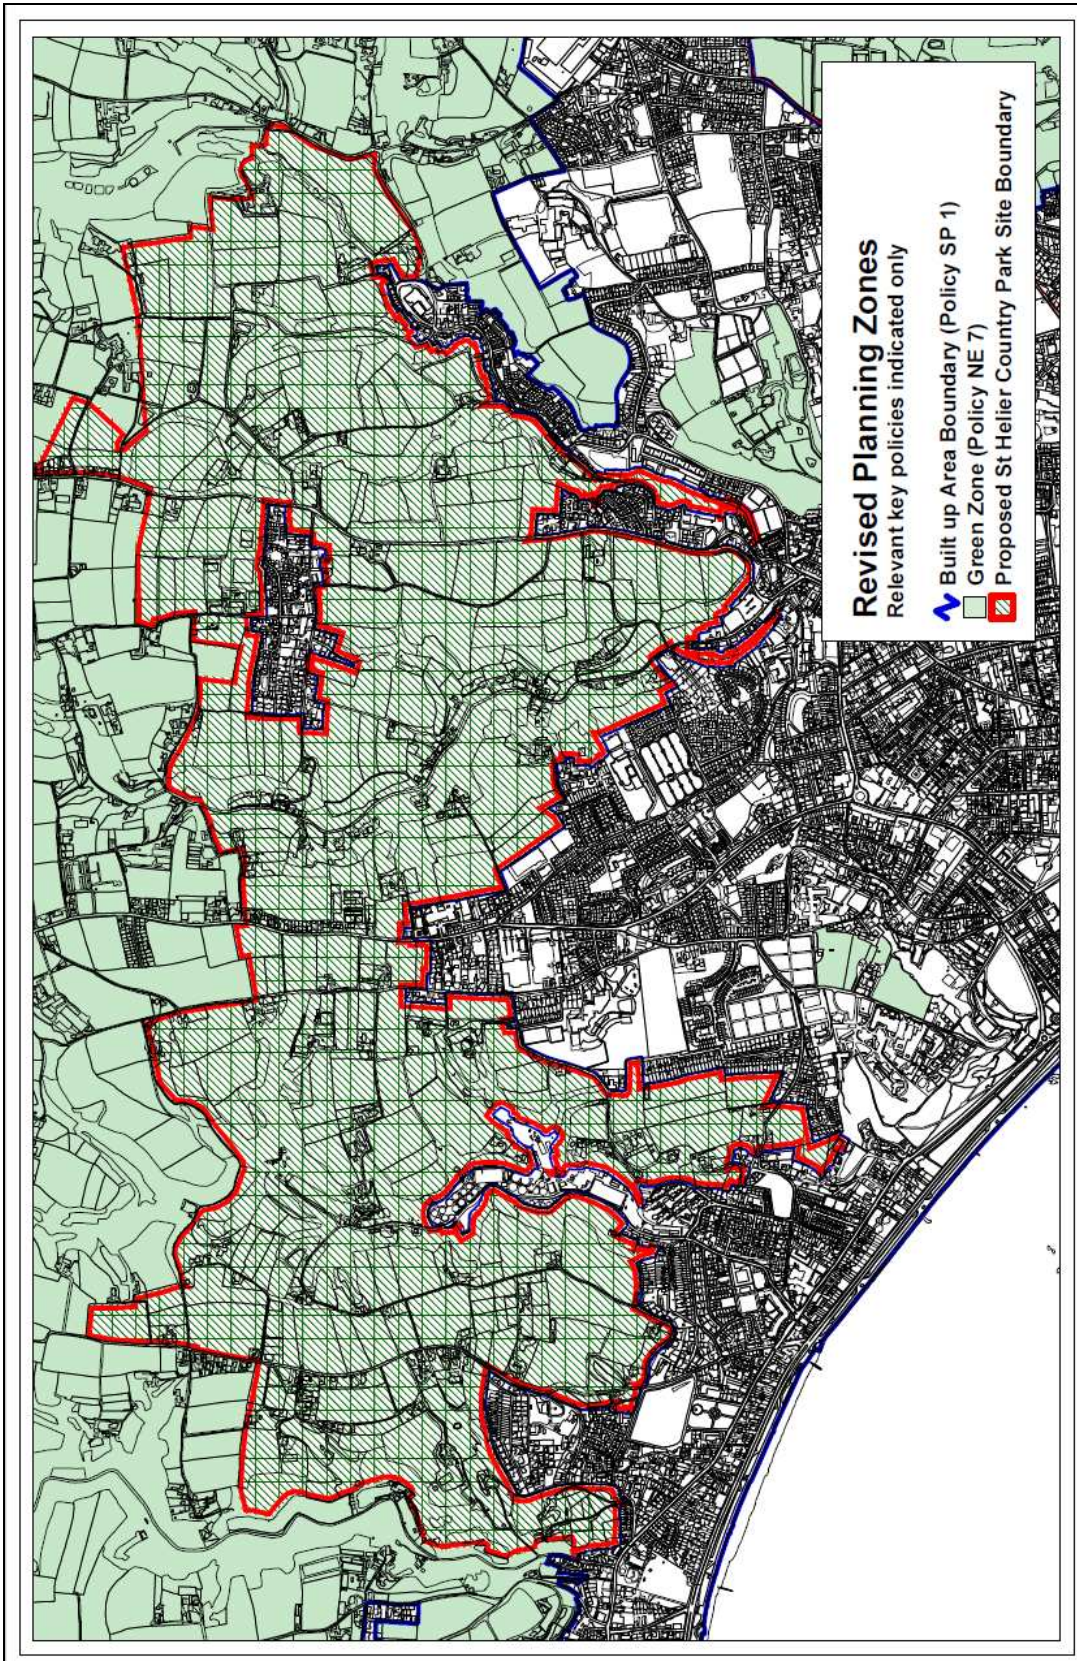 Revised Planning Zones
Relevant key policies indicated only
Built up Area Boundary (Policy SP 1)
Green Zone (Policy NE 7)
Proposed St Helier Country Park Site Boundary